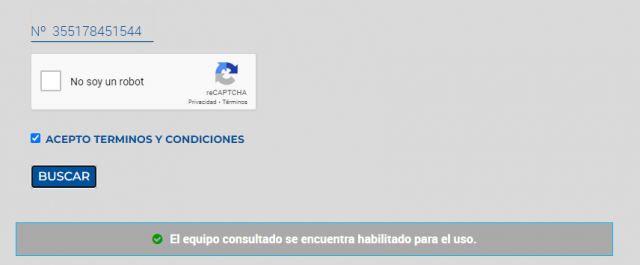 Nº 355178451544
No soy un robot
reCAPTCHA
Privacidad • Términos
ACEPTO TERMINOS Y CONDICIONES
BUSCAR
El equipo consultado se encuentra habilitado para el uso.